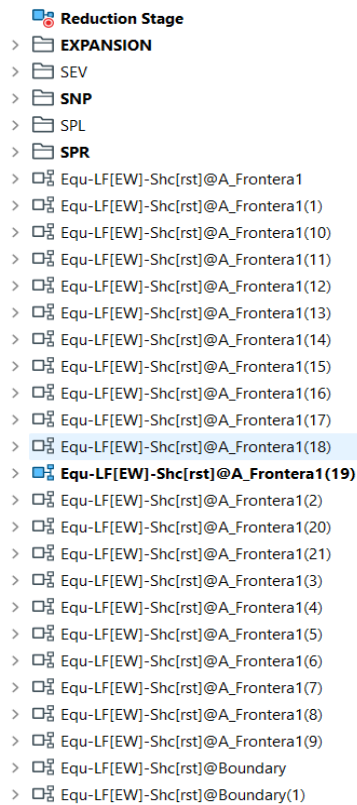 Reduction Stage
EXPANSION
SEV
SNP
SPL
SPR
Equ-LF[EW]-Shc[rst]@A_Frontera1
Equ-LF[EW]-Shc[rst]@A_Frontera1(1)
Equ-LF[EW]-Shc[rst]@A_Frontera1(10)
Equ-LF[EW]-Shc[rst]@A_Frontera1(11)
Equ-LF[EW]-Shc[rst]@A_Frontera1(12)
Equ-LF[EW]-Shc[rst]@A_Frontera1(13)
Equ-LF[EW]-Shc[rst]@A_Frontera1(14)
Equ-LF[EW]-Shc[rst]@A_Frontera1(15)
Equ-LF[EW]-Shc[rst]@A_Frontera1(16)
Equ-LF[EW]-Shc[rst]@A_Frontera1(17)
Equ-LF[EW]-Shc[rst]@A_Frontera1(18)
Equ-LF[EW]-Shc[rst]@A_Frontera1(19)
Equ-LF[EW]-Shc[rst]@A_Frontera1(2)
Equ-LF[EW]-Shc[rst]@A_Frontera1(20)
Equ-LF[EW]-Shc[rst]@A_Frontera1(21)
Equ-LF[EW]-Shc[rst]@A_Frontera1(3)
Equ-LF[EW]-Shc[rst]@A_Frontera1(4)
Equ-LF[EW]-Shc[rst]@A_Frontera1(5)
Equ-LF[EW]-Shc[rst]@A_Frontera1(6)
Equ-LF[EW]-Shc[rst]@A_Frontera1(7)
Equ-LF[EW]-Shc[rst]@A_Frontera1(8)
Equ-LF[EW]-Shc[rst]@A_Frontera1(9)
Equ-LF[EW]-Shc[rst]@Boundary
Equ-LF[EW]-Shc[rst]@Boundary(1)